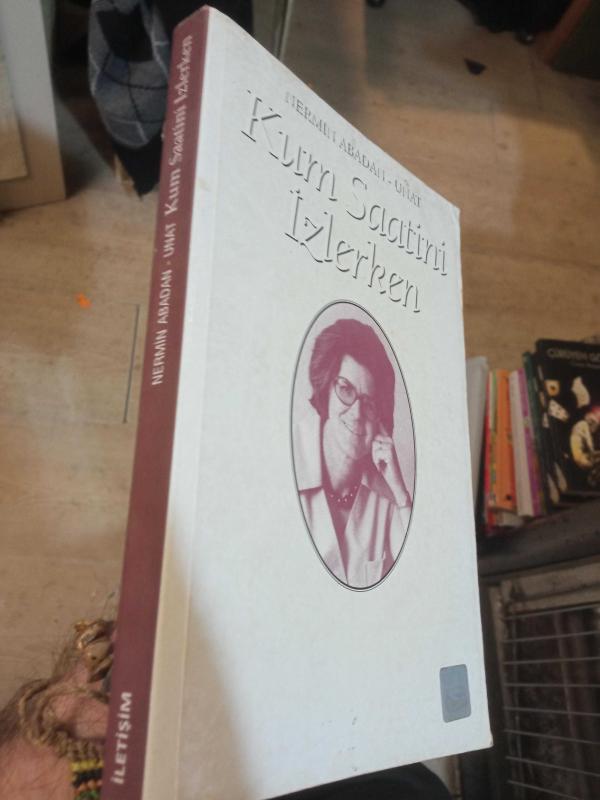 NERMİN ABADAN - UNAT
Kum Saatini
İzlerken
NERMİN ABADAN - UNAT Kum Saatini İzlerken
İLETİŞİM